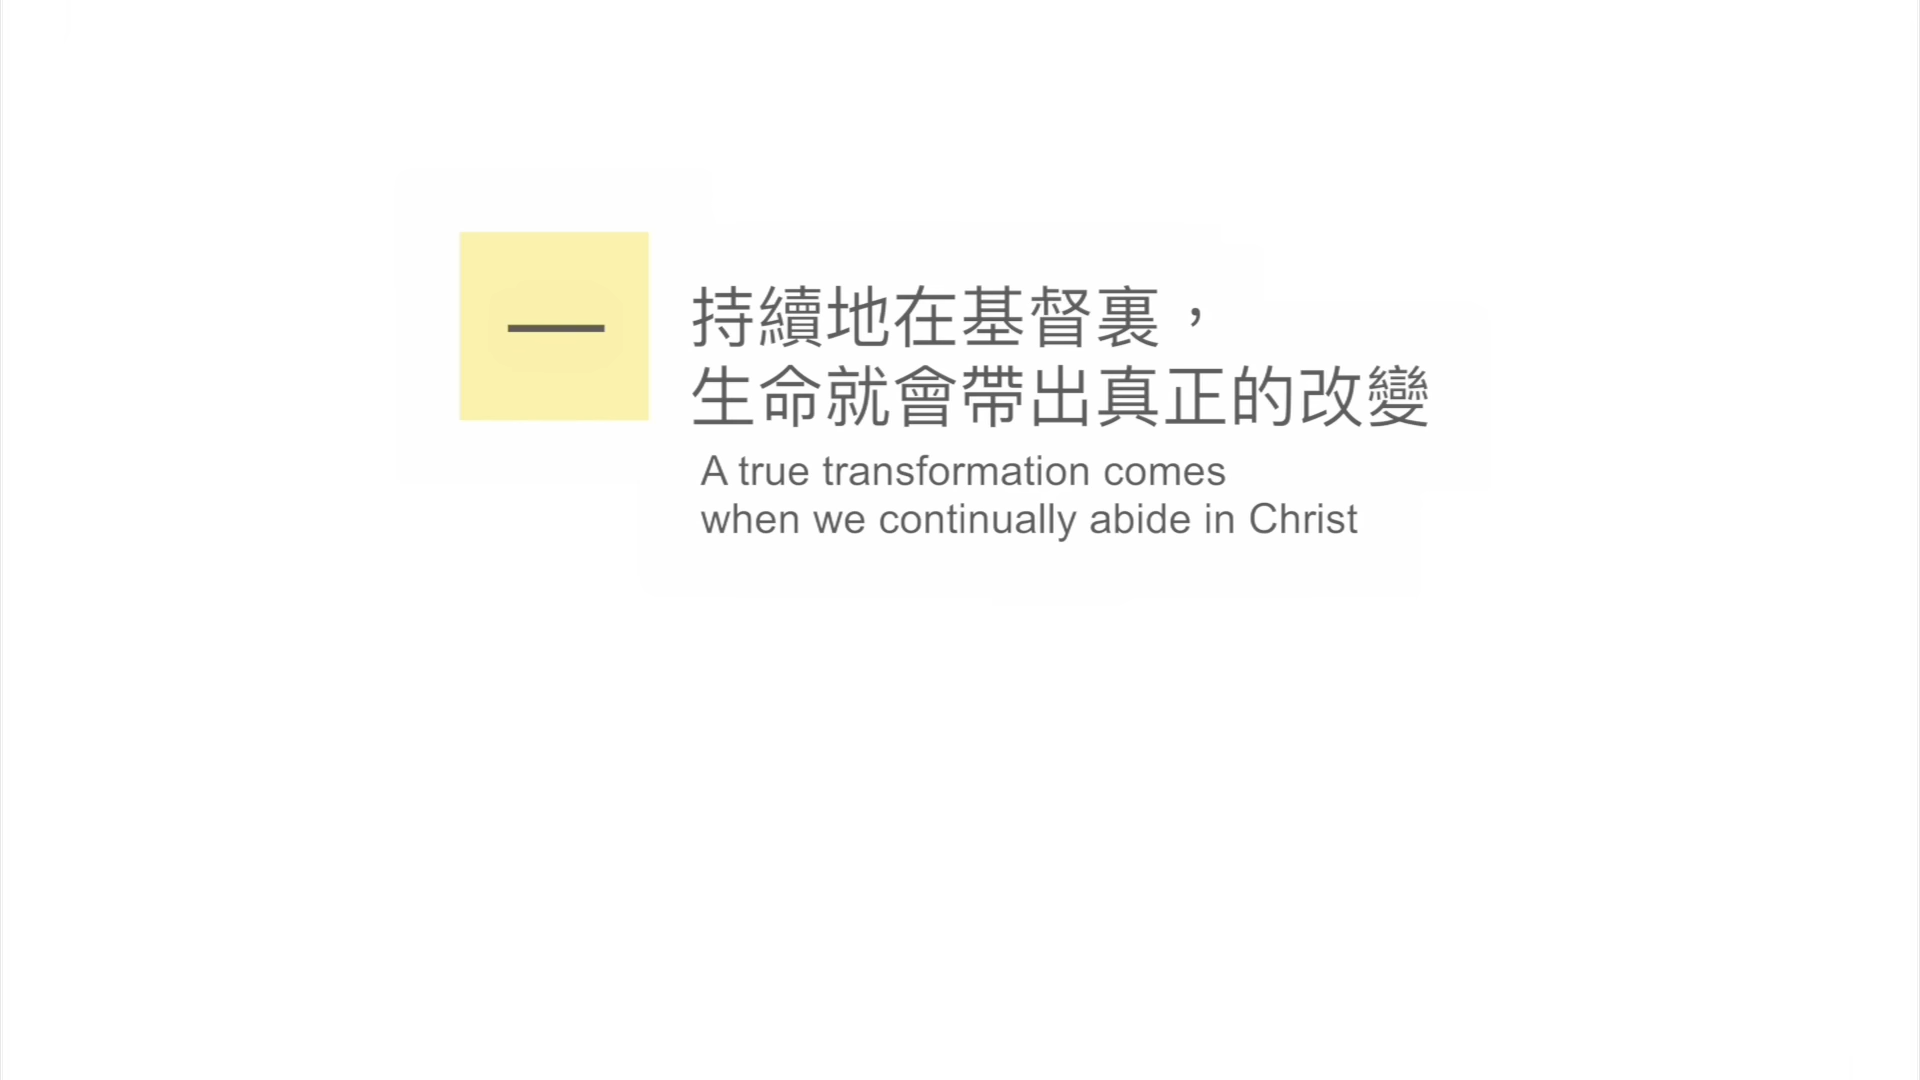 一
持續地在基督裏，
生命就會帶出真正的改變
A true transformation comes
when we continually abide in Christ